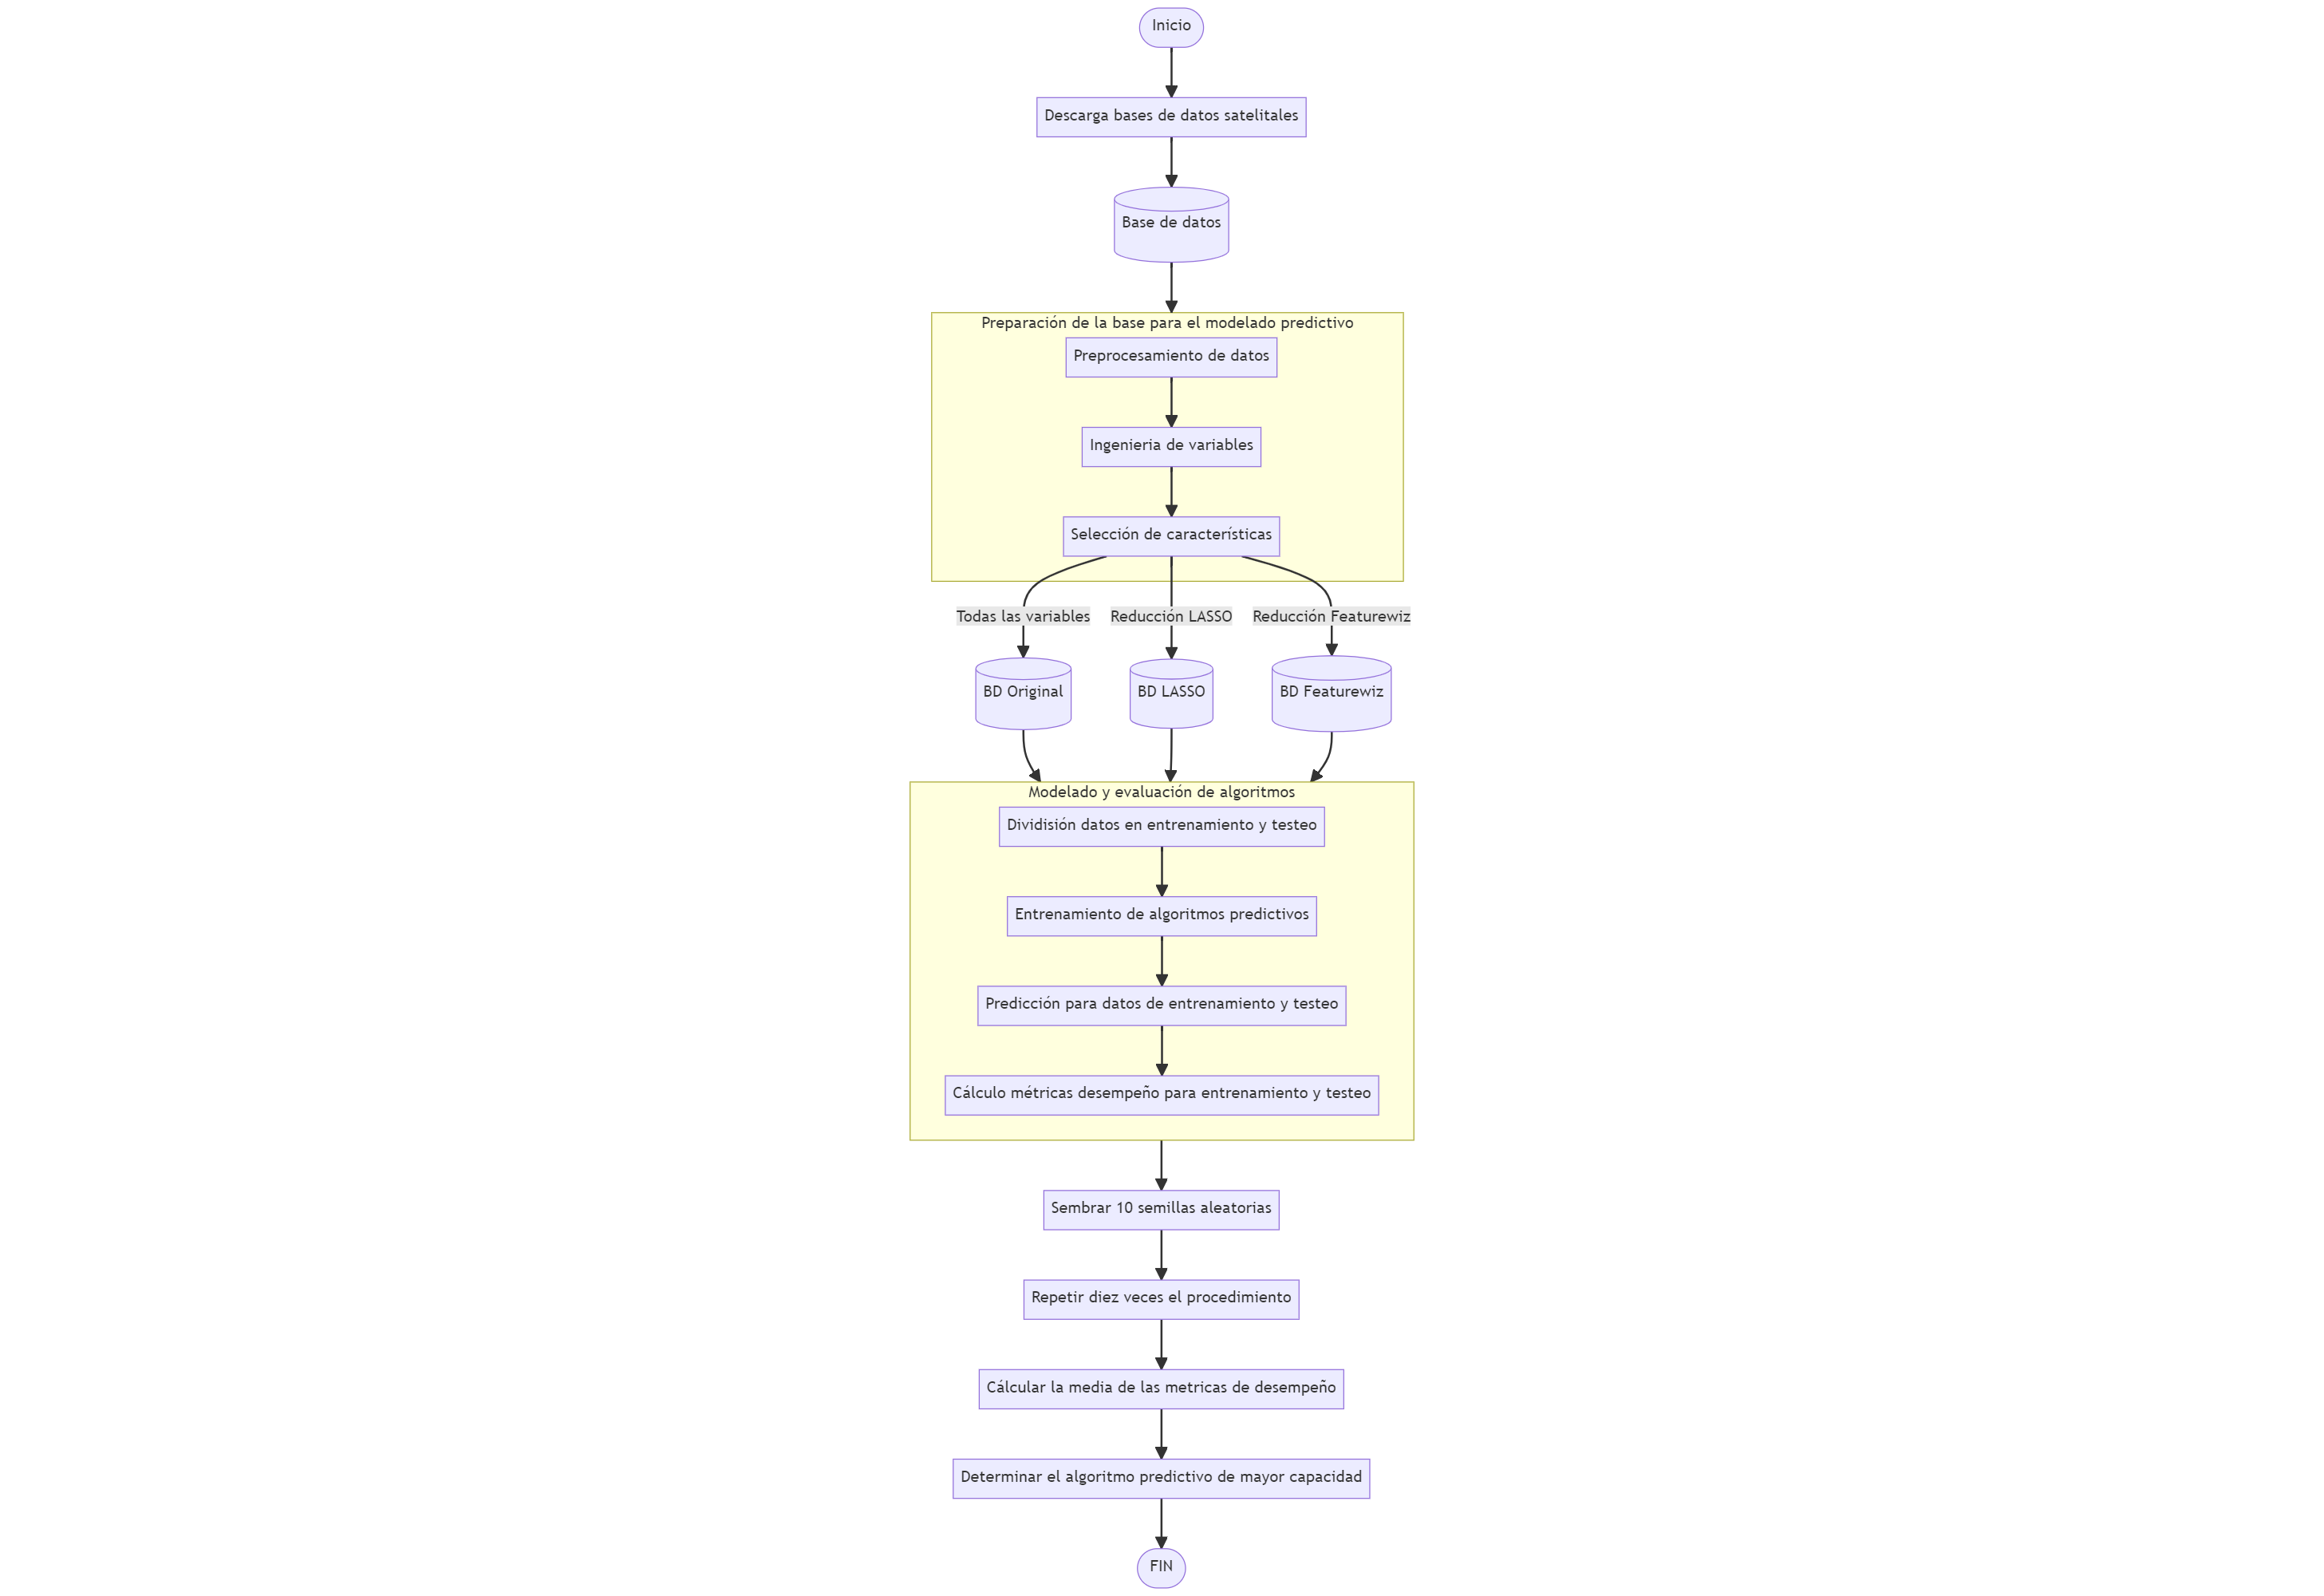 Inicio
Descarga bases de datos satelitales
Base de datos
Preparación de la base para el modelado predictivo
Preprocesamiento de datos
Ingenieria de variables
Selección de características
Todas las variables
Reducción LASSO
Reducción Featurewiz
BD Original
BD LASSO
BD Featurewiz
Modelado y evaluación de algoritmos
Dividisión datos en entrenamiento y testeo
Entrenamiento de algoritmos predictivos
Predicción para datos de entrenamiento y testeo
Cálculo métricas desempeño para entrenamiento y testeo
Sembrar 10 semillas aleatorias
Repetir diez veces el procedimiento
Cálcular la media de las metricas de desempeño
Determinar el algoritmo predictivo de mayor capacidad
FIN